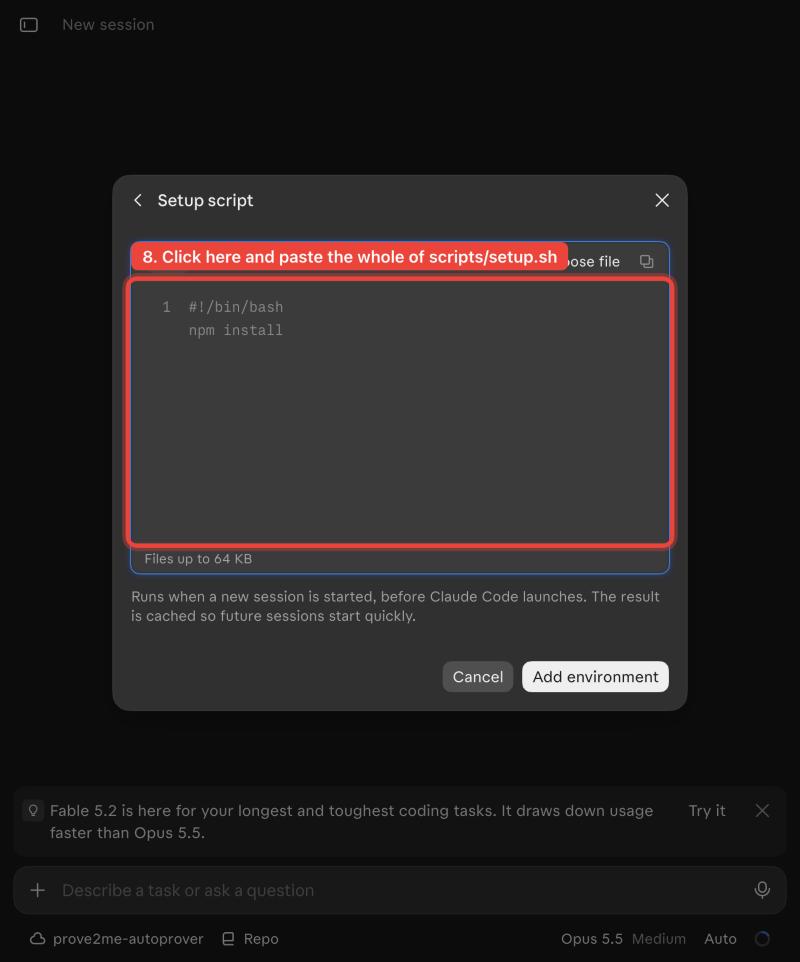 New session
Setup script
8. Click here and paste the whole of scripts/setup.sh
file
1 #!/bin/bash
npm install
Files up to 64 KB
Runs when a new session is started, before Claude Code launches. The result
is cached so future sessions start quickly.
Cancel Add environment
Fable 5.2 is here for your longest and toughest coding tasks. It draws down usage Try it
faster than Opus 5.5.
Describe a task or ask a question
prove2me-autoprover Repo Opus 5.5 Medium Auto